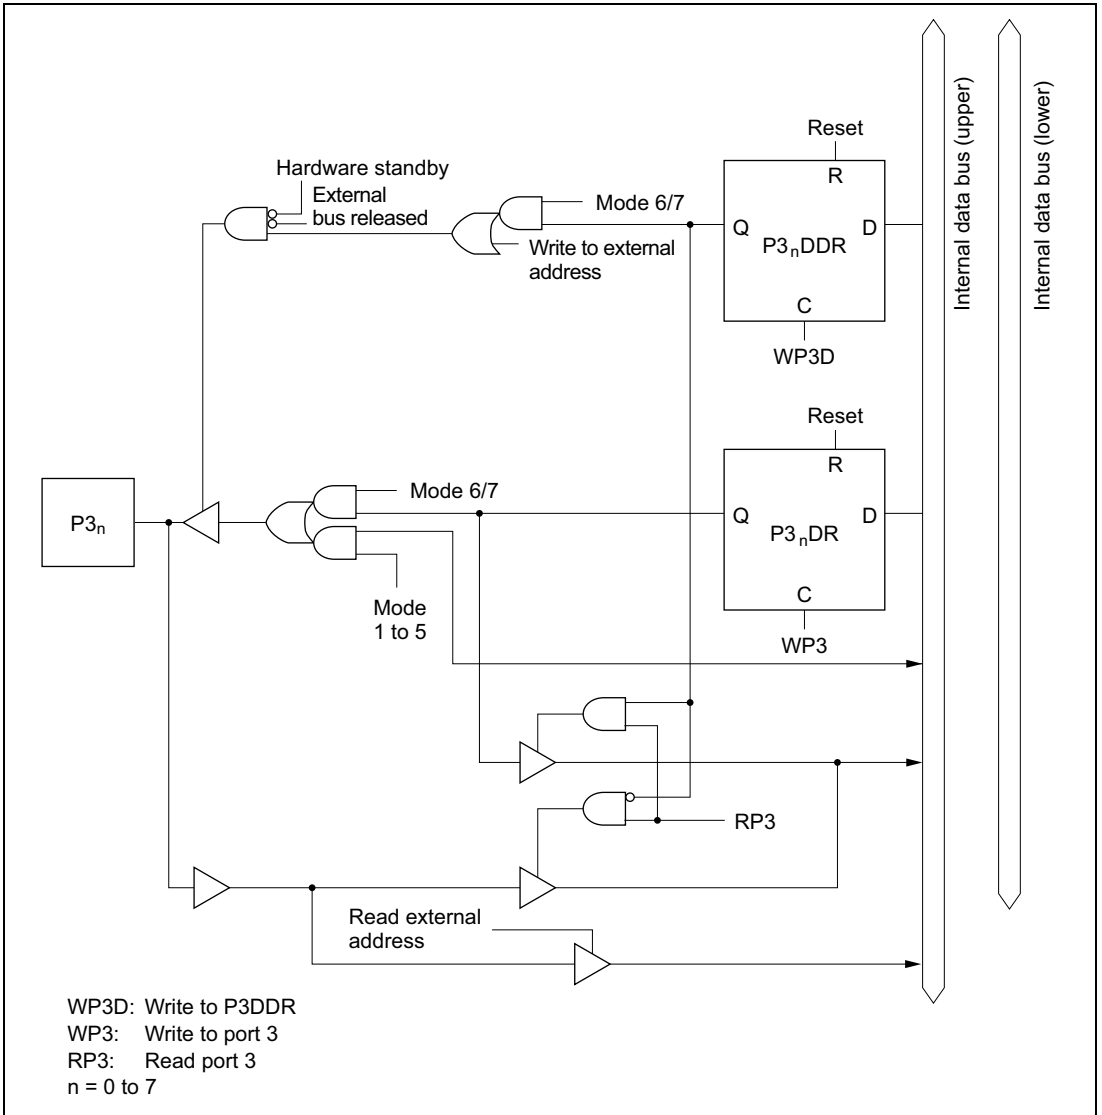 Reset
R
Hardware standby
External
bus released
Mode 6/7
Q
D
P3nDDR
Write to external
address
C
WP3D
Internal data bus (upper)
Internal data bus (lower)
Reset
R
Mode 6/7
P3n
Q
D
P3nDR
C
Mode
1 to 5
WP3
RP3
Read external
address
WP3D: Write to P3DDR
WP3: Write to port 3
RP3: Read port 3
n = 0 to 7